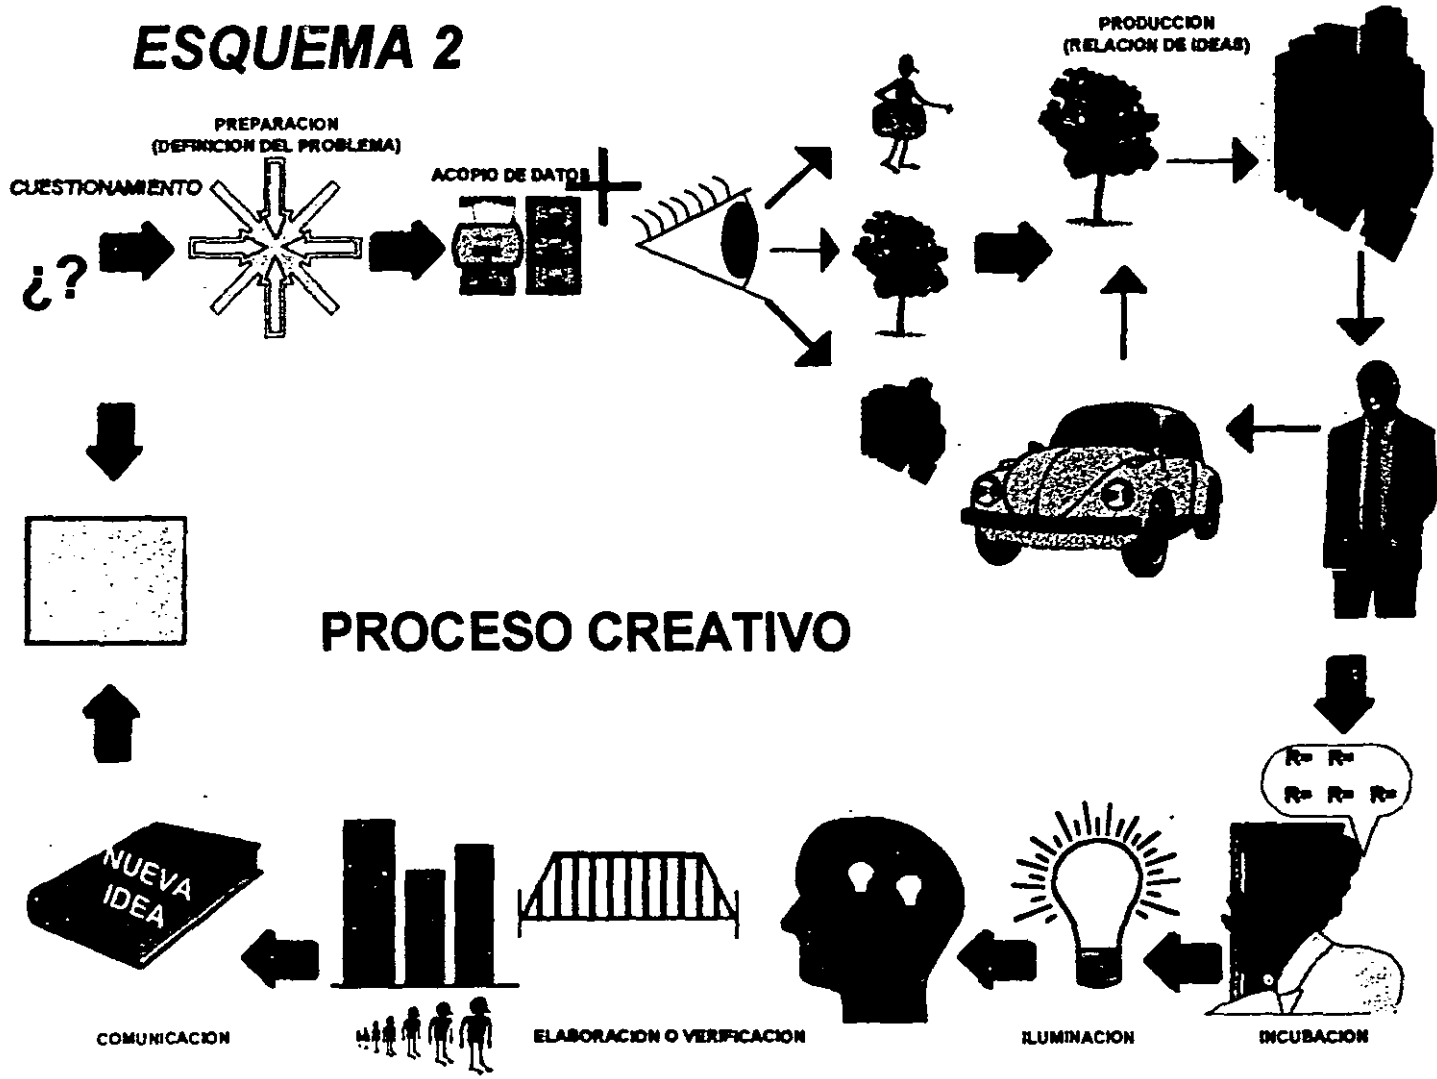 ESQUEMA 2
PRODUCCION
(RELACION DE IDEAS)
PREPARACION
(DEFINICION DEL PROBLEMA)
CUESTIONAMIENTO
ACOPIO DE DATOS
¿?
PROCESO CREATIVO
R= R=
R= R= R=
NUEVA
IDEA
COMUNICACION
ELABORACION O VERIFICACION
ILUMINACION
INCUBACION